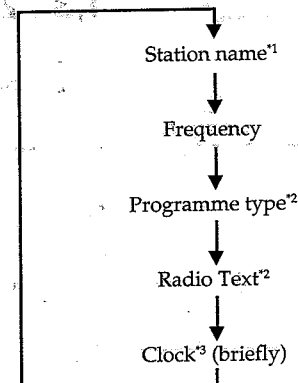 Station name*1
Frequency
Programme type*2
Radio Text*2
Clock*3 (briefly)